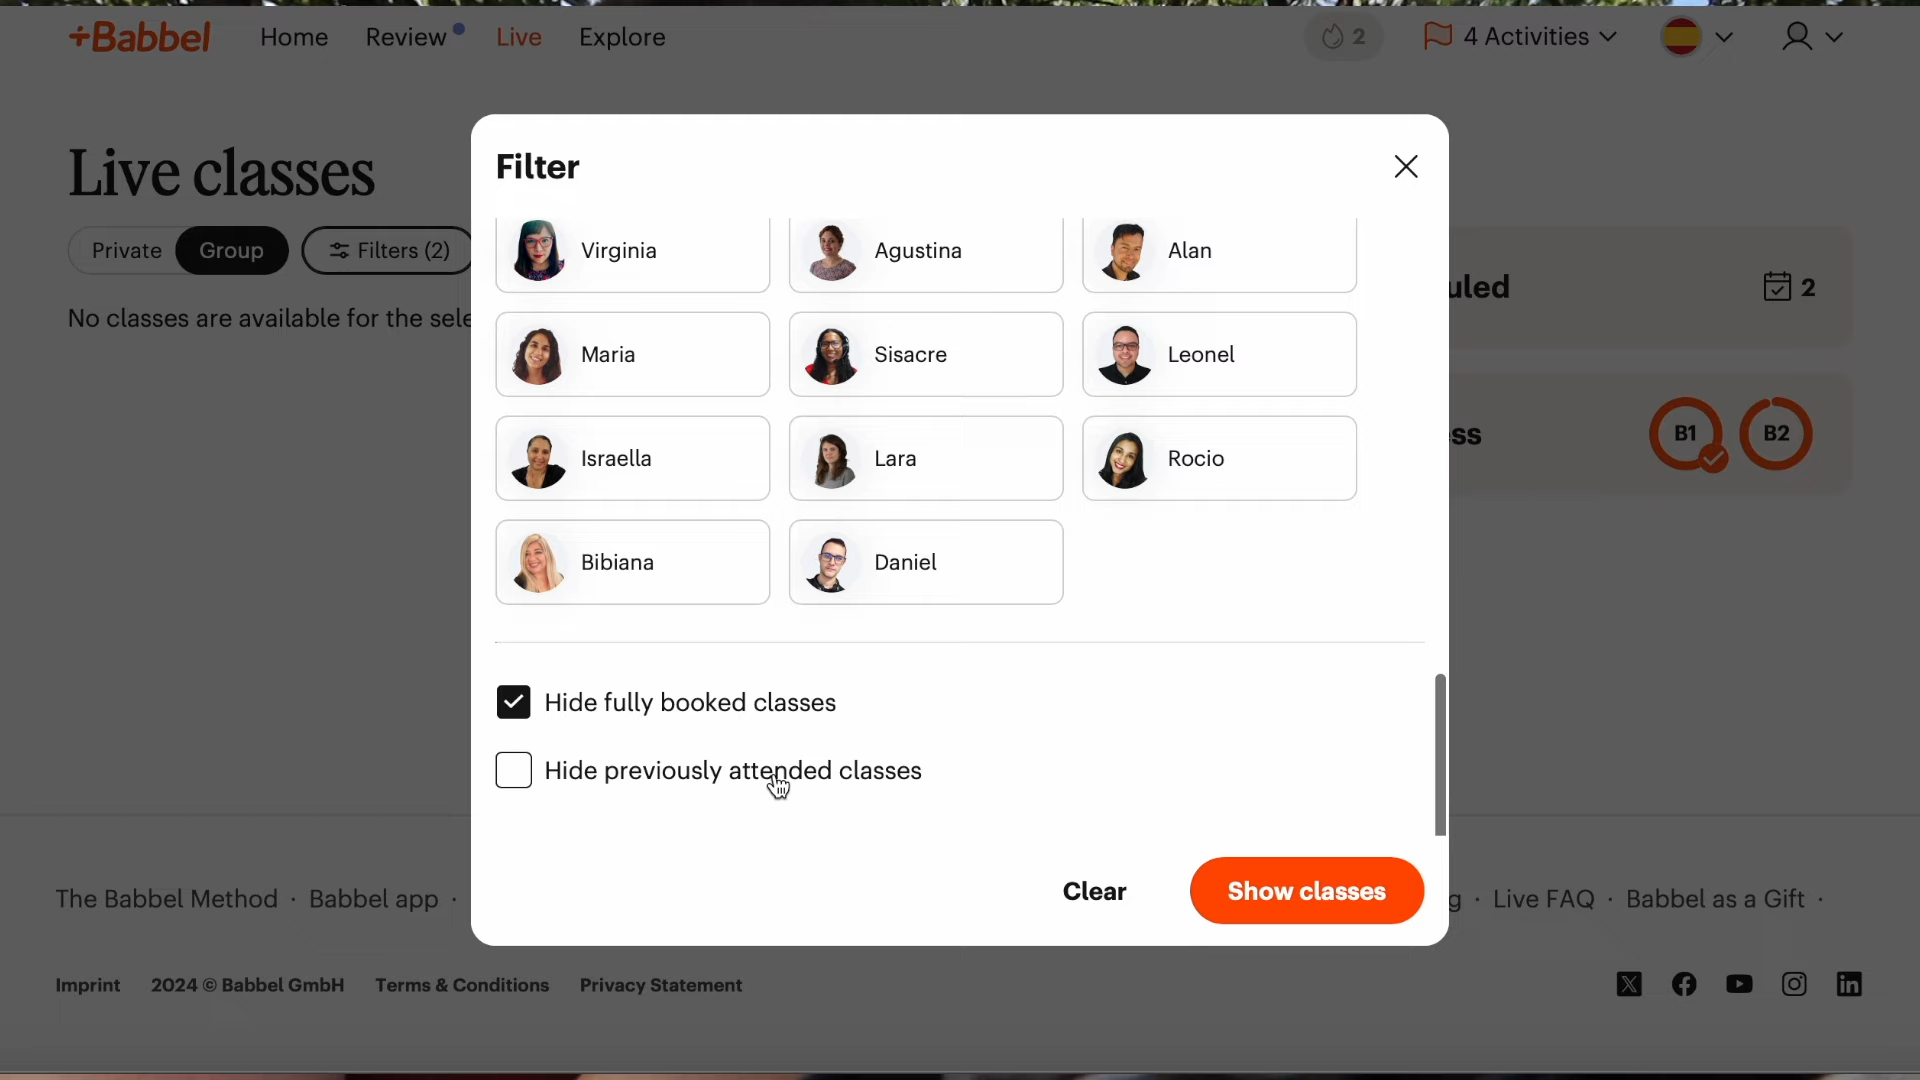 +Babbel Home Review Live Explore 2 4 Activities
Live classes
Private Group Filters (2)
No classes are available for the sele
uled 2
ss B1 B2
Filter
Virginia Agustina Alan
Maria Sisacre Leonel
Israella Lara Rocio
Bibiana Daniel
Hide fully booked classes
Hide previously attended classes
Clear Show classes
The Babbel Method · Babbel app · g · Live FAQ · Babbel as a Gift ·
Imprint 2024 © Babbel GmbH Terms & Conditions Privacy Statement